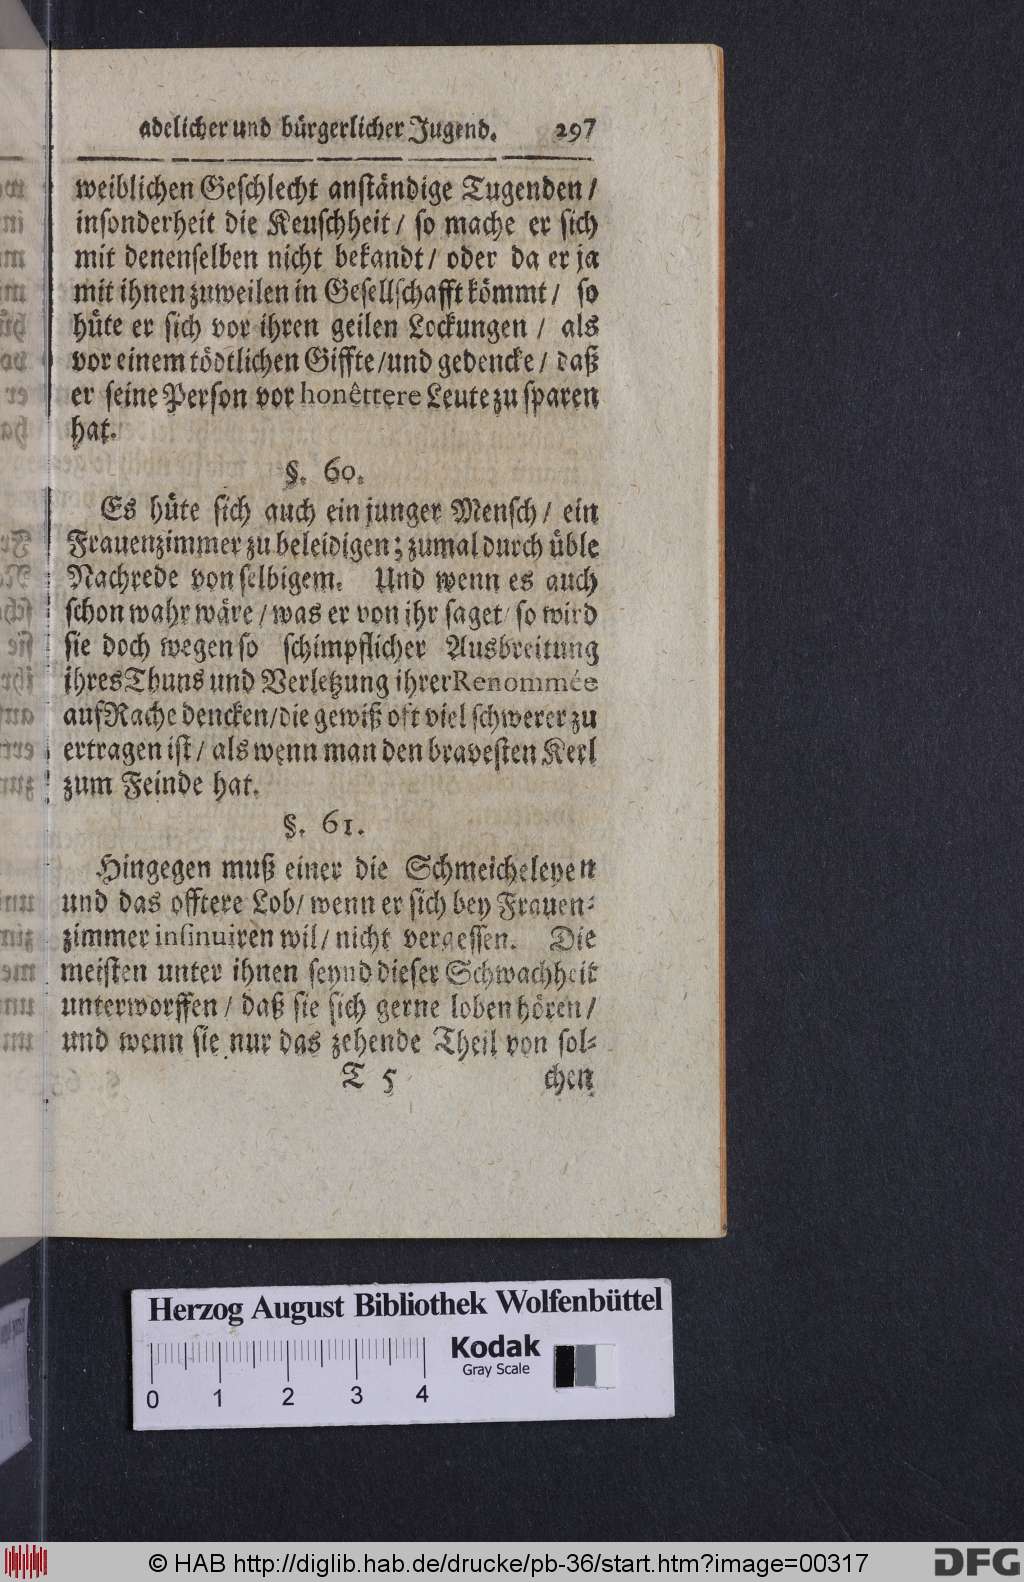 adelicher und bürgerlicher Jugend. 297
weiblichen Geschlecht anständige Tugenden /
insonderheit die Keuschheit / so mache er sich
mit denenselben nicht bekandt / oder da er ja
mit ihnen zuweilen in Gesellschafft kömmt / so
hüte er sich vor ihren geilen Lockungen / als
vor einem tödtlichen Giffte / und gedencke / daß
er seine Person vor honêttere Leute zu sparen
hat.
§. 60.
Es hüte sich auch ein junger Mensch / ein
Frauenzimmer zu beleidigen; zumal durch üble
Nachrede von selbigem. Und wenn es auch
schon wahr wäre / was er von ihr saget / so wird
sie doch wegen so schimpflicher Ausbreitung
ihres Thuns und Verletzung ihrer Renommée
auf Rache dencken / die gewiß oft viel schwerer zu
ertragen ist / als wenn man den bravesten Kerl
zum Feinde hat.
§. 61.
Hingegen muß einer die Schmeicheleyen
und das offtere Lob / wenn er sich bey Frauen-
zimmer insinuiren wil / nicht vergessen. Die
meisten unter ihnen seynd dieser Schwachheit
unterworffen / daß sie sich gerne loben hören /
und wenn sie nur das zehende Theil von sol-
T 5 chen
Herzog August Bibliothek Wolfenbüttel
Kodak
Gray Scale
0 1 2 3 4
© HAB http://diglib.hab.de/drucke/pb-36/start.htm?image=00317
DFG